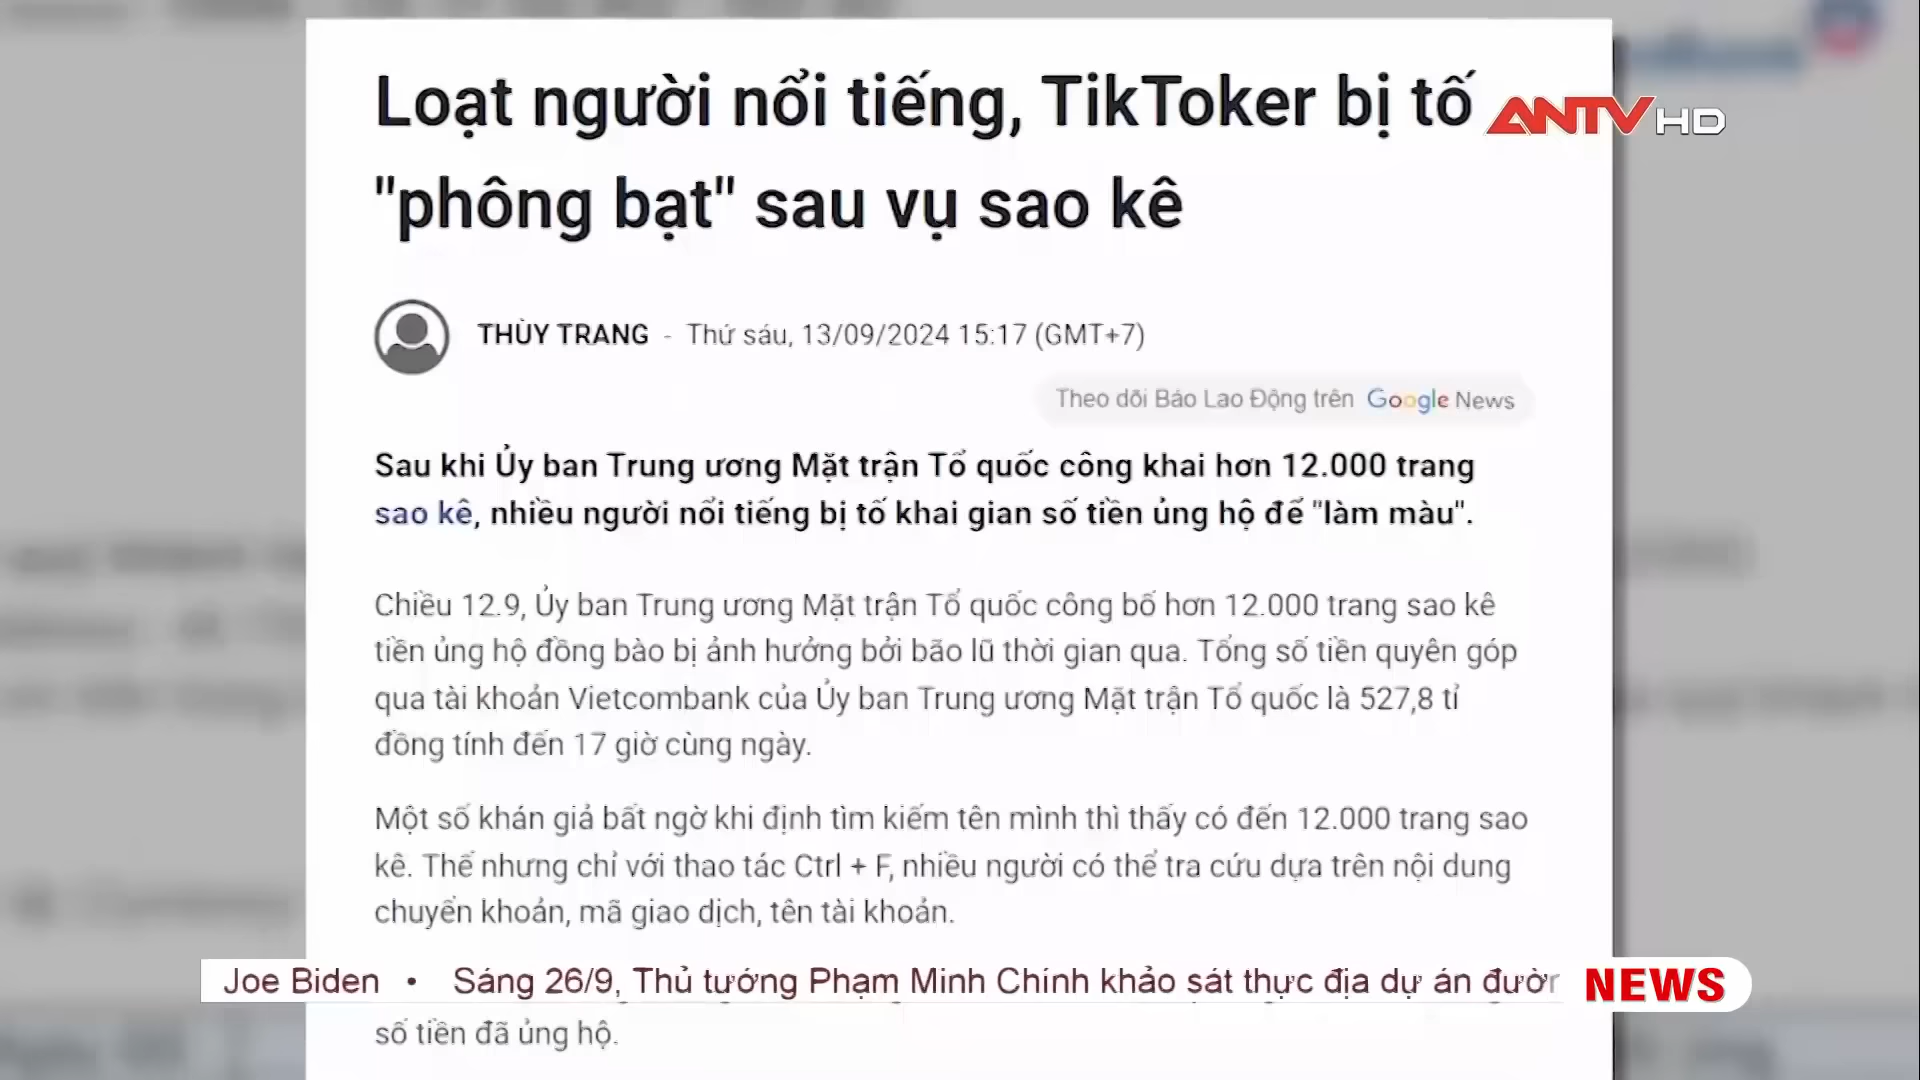 Loạt người nổi tiếng, TikToker bị tố
"phông bạt" sau vụ sao kê
ANTV HD
THÙY TRANG - Thứ sáu, 13/09/2024 15:17 (GMT+7)
Theo dõi Báo Lao Động trên Google News
Sau khi Ủy ban Trung ương Mặt trận Tổ quốc công khai hơn 12.000 trang
sao kê, nhiều người nổi tiếng bị tố khai gian số tiền ủng hộ để "làm màu".
Chiều 12.9, Ủy ban Trung ương Mặt trận Tổ quốc công bố hơn 12.000 trang sao kê
tiền ủng hộ đồng bào bị ảnh hưởng bởi bão lũ thời gian qua. Tổng số tiền quyên góp
qua tài khoản Vietcombank của Ủy ban Trung ương Mặt trận Tổ quốc là 527,8 tỉ
đồng tính đến 17 giờ cùng ngày.
Một số khán giả bất ngờ khi định tìm kiếm tên mình thì thấy có đến 12.000 trang sao
kê. Thế nhưng chỉ với thao tác Ctrl + F, nhiều người có thể tra cứu dựa trên nội dung
chuyển khoản, mã giao dịch, tên tài khoản.
Joe Biden • Sáng 26/9, Thủ tướng Phạm Minh Chính khảo sát thực địa dự án đườn
NEWS
số tiền đã ủng hộ.